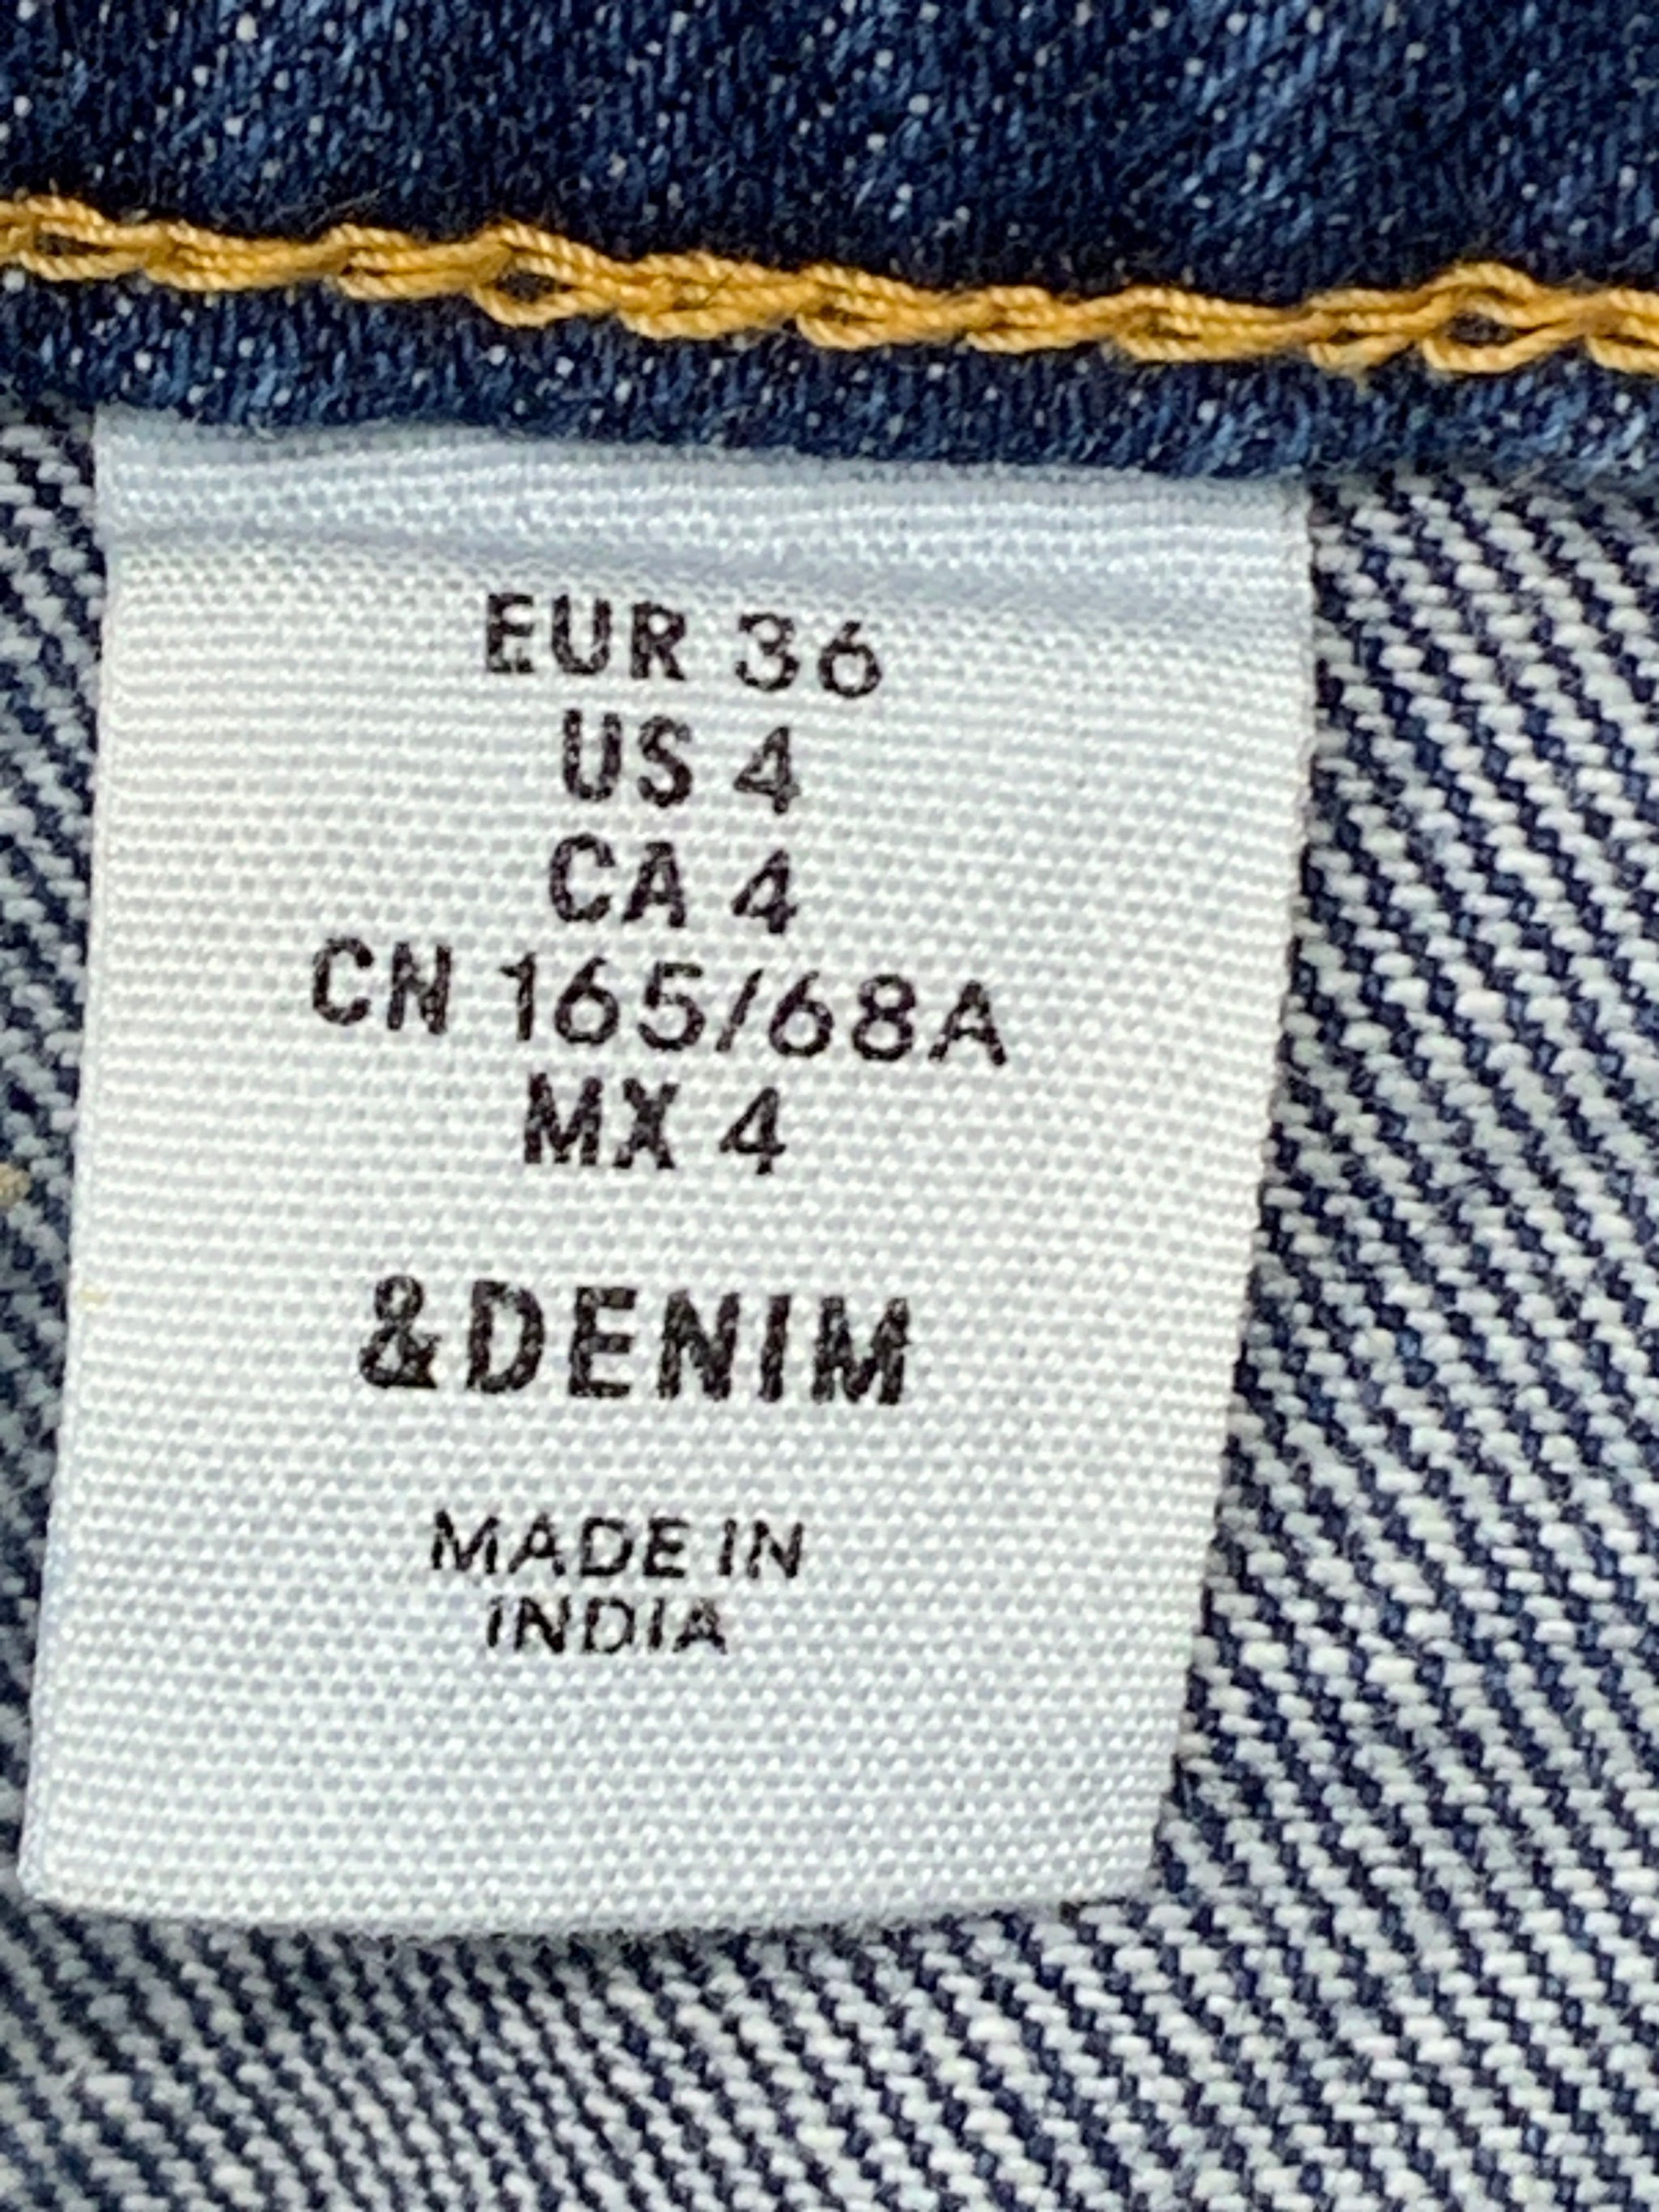 EUR 36
US 4
CA 4
CN 165/68A
MX 4
&DENIM
MADE IN
INDIA